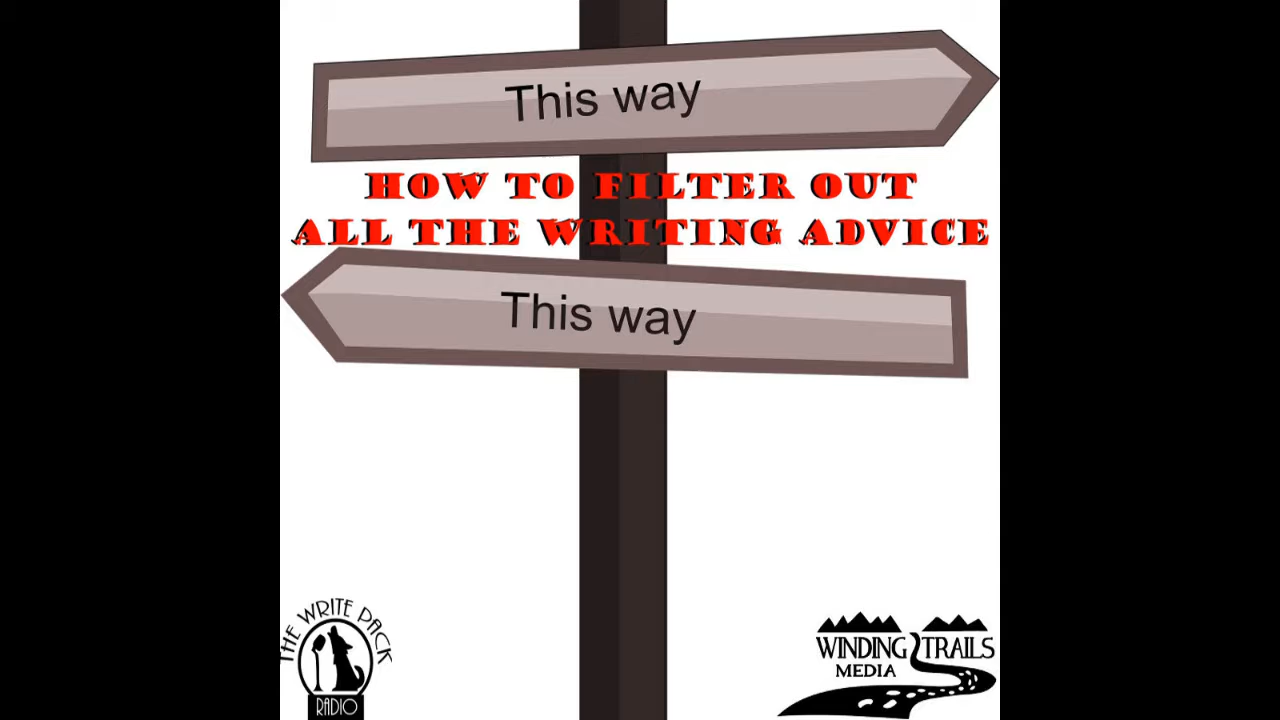 This way
HOW TO FILTER OUT
ALL THE WRITING ADVICE
This way
THE WRITE PACK
RADIO
WINDING TRAILS
MEDIA